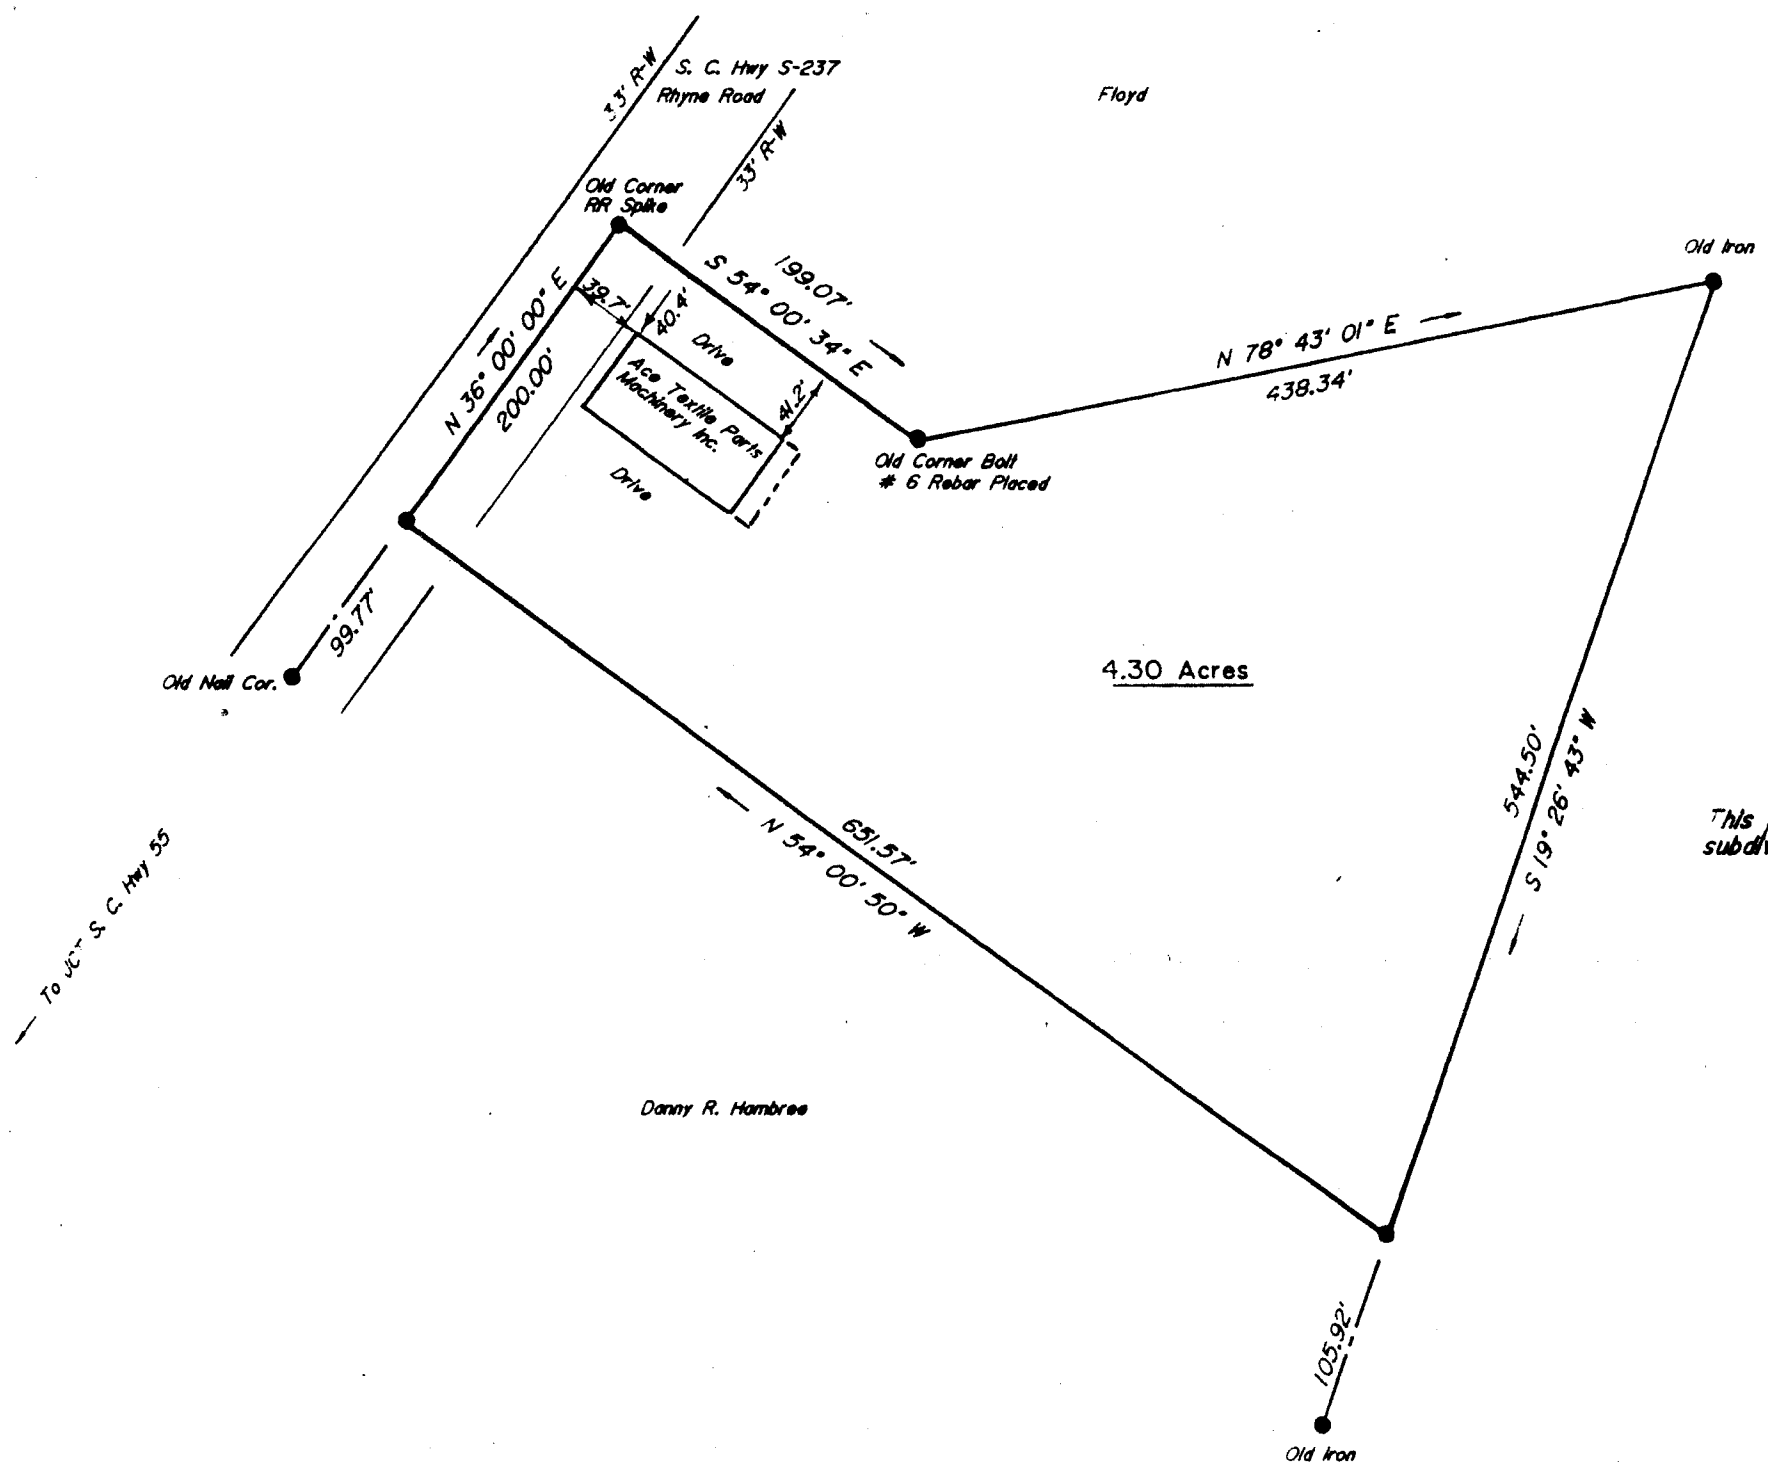 33' R-W
S. C. Hwy S-237
Rhyne Road
Floyd
33' R-W
Old Corner
RR Spike
Old Iron
199.07'
S 54° 00' 34" E
39.7'
40.4'
Drive
N 36° 00' 00" E
200.00'
Ace Textile Parts
Machinery Inc.
41.2'
N 78° 43' 01" E
438.34'
Drive
Old Corner Bolt
# 6 Rebar Placed
99.77'
Old Nail Cor.
4.30 Acres
544.50'
S 19° 26' 43" W
This
651.57'
N 54° 00' 50" W
To JCT S. C. Hwy 55
Danny R. Hambree
105.92'
Old Iron